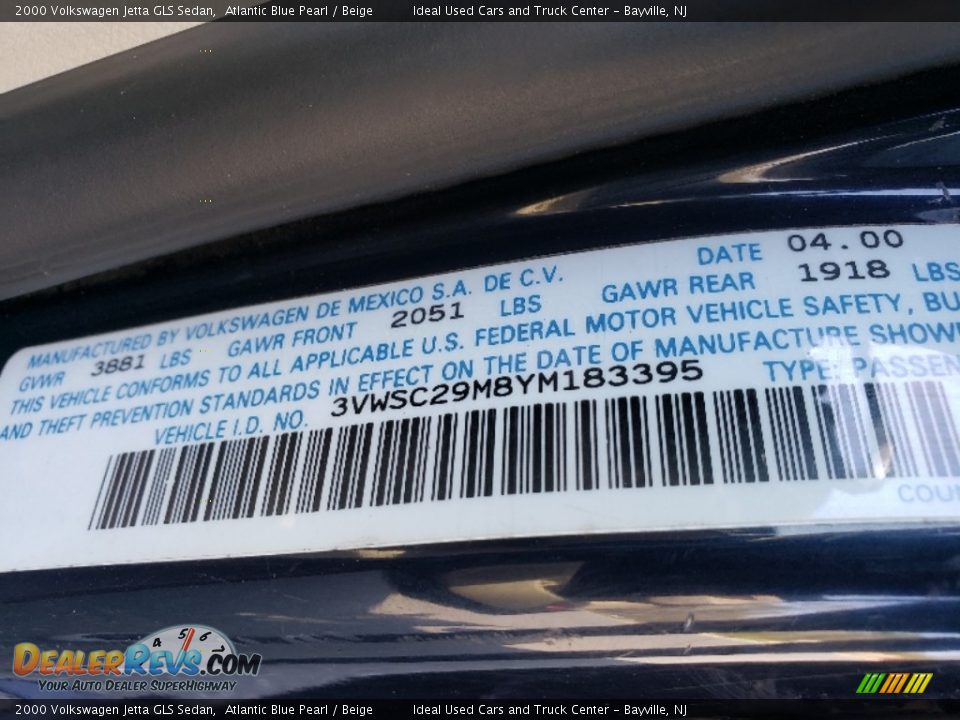 2000 Volkswagen Jetta GLS Sedan, Atlantic Blue Pearl / Beige Ideal Used Cars and Truck Center - Bayville, NJ
MANUFACTURED BY VOLKSWAGEN DE MEXICO S.A. DE C.V. DATE 04.00
GVWR 3881 LBS GAWR FRONT 2051 LBS GAWR REAR 1918 LBS
THIS VEHICLE CONFORMS TO ALL APPLICABLE U.S. FEDERAL MOTOR VEHICLE SAFETY, BU
AND THEFT PREVENTION STANDARDS IN EFFECT ON THE DATE OF MANUFACTURE SHOW
VEHICLE I.D. NO. 3VWSC29M8YM183395 TYPE: PASSEN
COU
4 5 6
DEALERREVS.COM
YOUR AUTO DEALER SUPERHIGHWAY
2000 Volkswagen Jetta GLS Sedan, Atlantic Blue Pearl / Beige Ideal Used Cars and Truck Center - Bayville, NJ